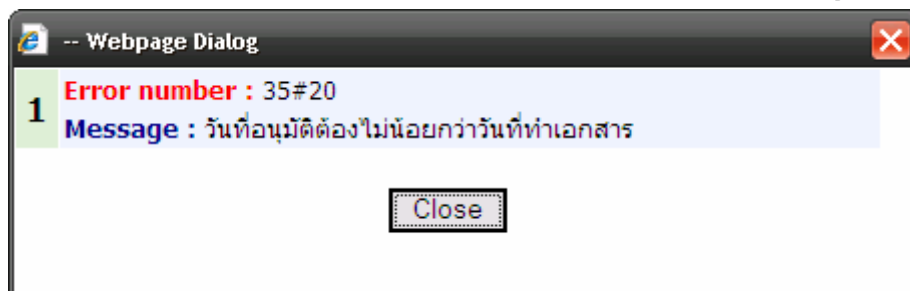 -- Webpage Dialog
1
Error number : 35#20
Message : วันที่อนุมัติต้องไม่น้อยกว่าวันที่ทำเอกสาร
Close